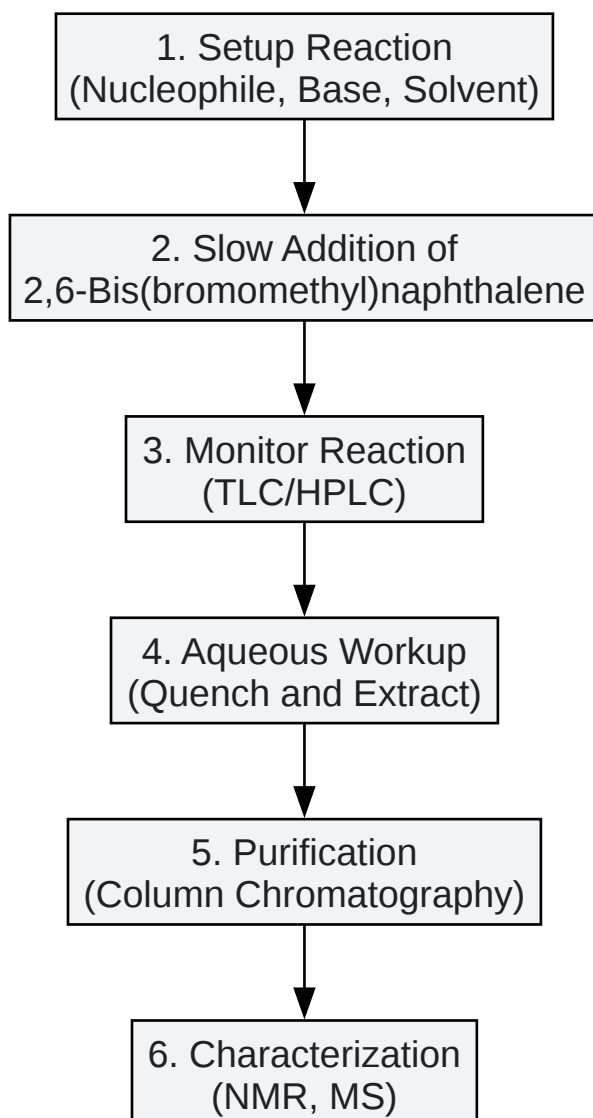 1. Setup Reaction
(Nucleophile, Base, Solvent)
2. Slow Addition of
2,6-Bis(bromomethyl)naphthalene
3. Monitor Reaction
(TLC/HPLC)
4. Aqueous Workup
(Quench and Extract)
5. Purification
(Column Chromatography)
6. Characterization
(NMR, MS)